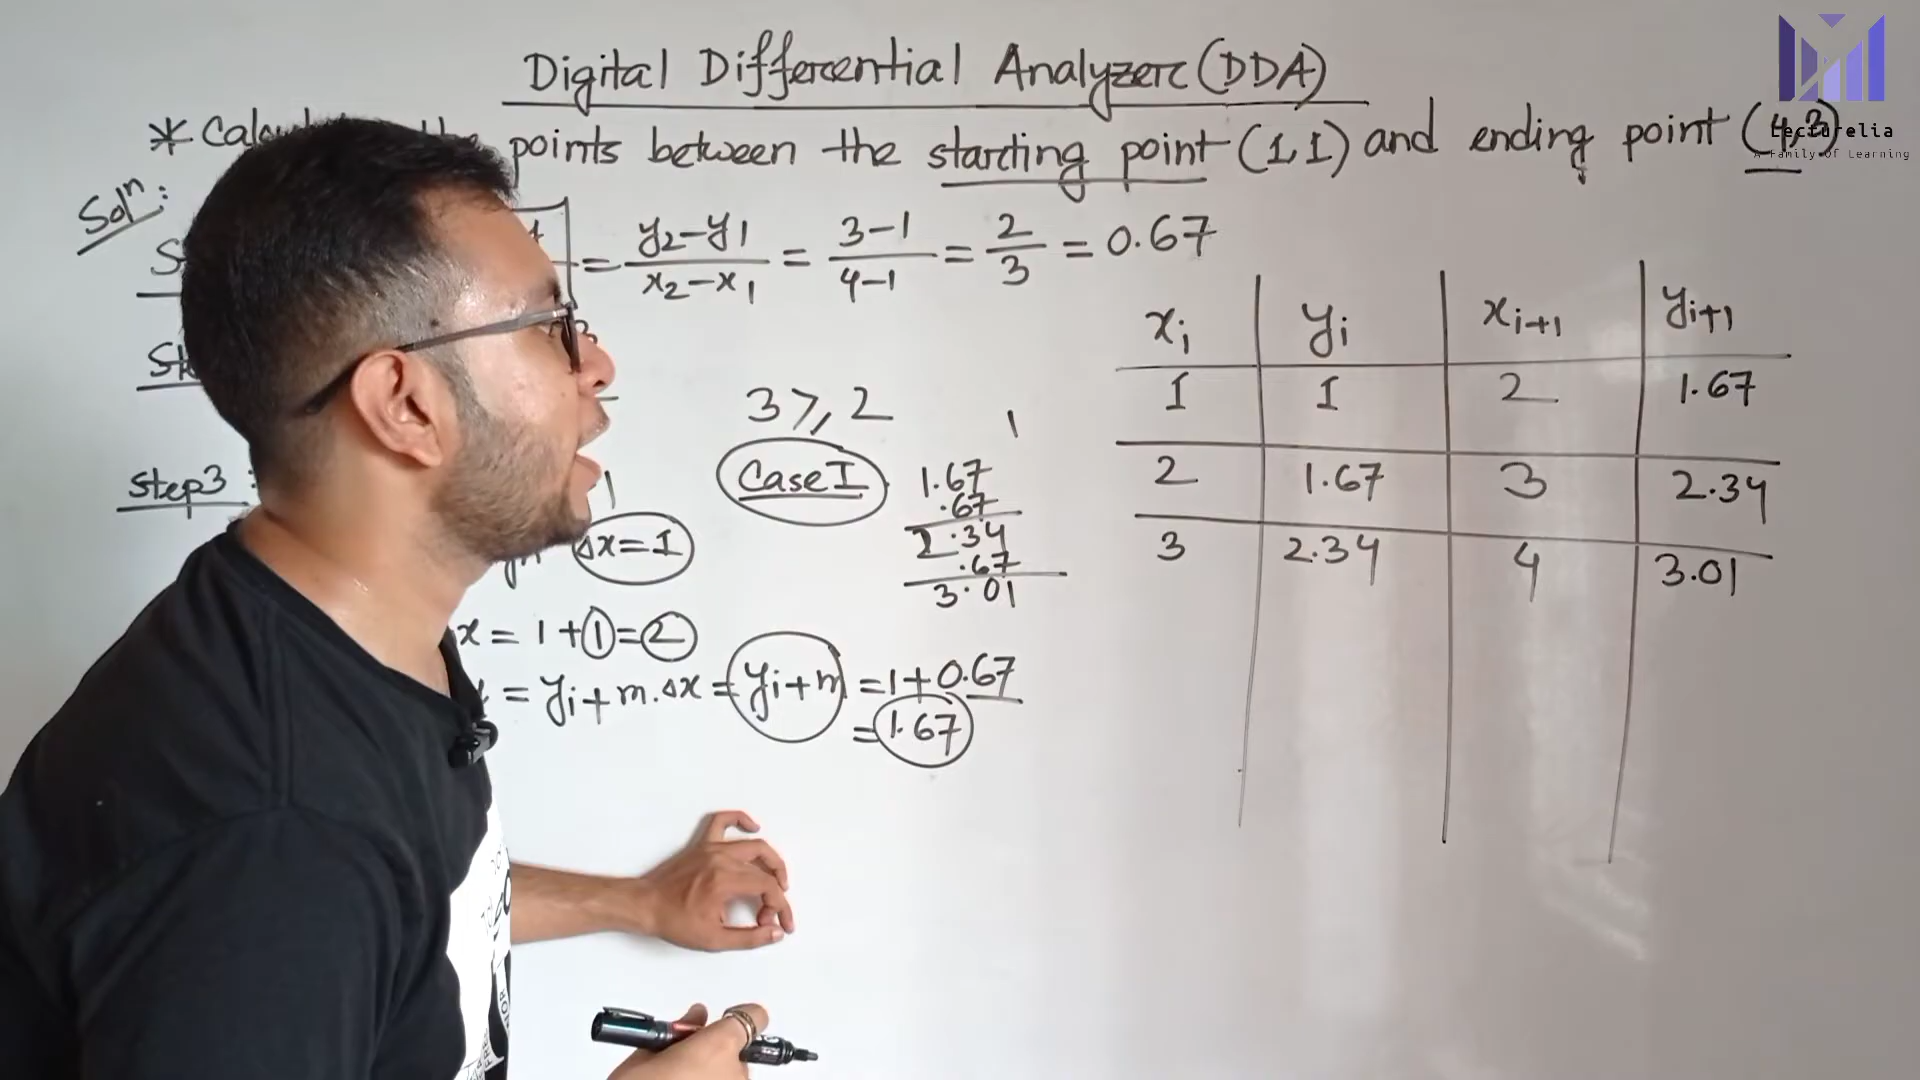 Digital Differential Analyzer (DDA)
* the points between the starting point (1,1) and ending point (4,3)
Lecturelia
A Family Of Learning
Solⁿ:
= y₂-y₁/x₂-x₁ = 3-1/4-1 = 2/3 = 0.67
xᵢ yᵢ xᵢ₊₁ yᵢ₊₁
1 1 2 1.67
2 1.67 3 2.34
3 2.34 4 3.01
3 ≥ 2
Case I
Step3 :
Δx=1
1.67
.67
2.34
.67
3.01
x = 1 + 1 = 2
= yᵢ+m.Δx = yᵢ+m = 1+0.67
= 1.67